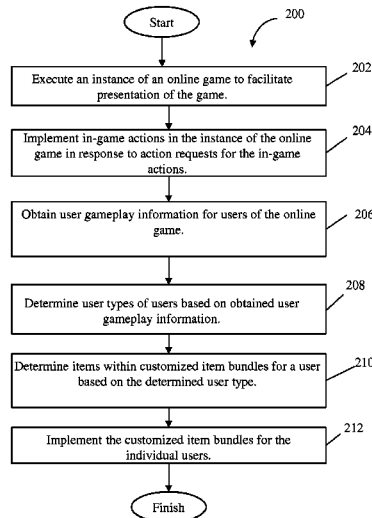 Start
200
Execute an instance of an online game to facilitate
presentation of the game.
202
Implement in-game actions in the instance of the online
game in response to action requests for the in-game
actions.
204
Obtain user gameplay information for users of the online
game.
206
Determine user types of users based on obtained user
gameplay information.
208
Determine items within customized item bundles for a user
based on the determined user type.
210
Implement the customized item bundles for the
individual users.
212
Finish